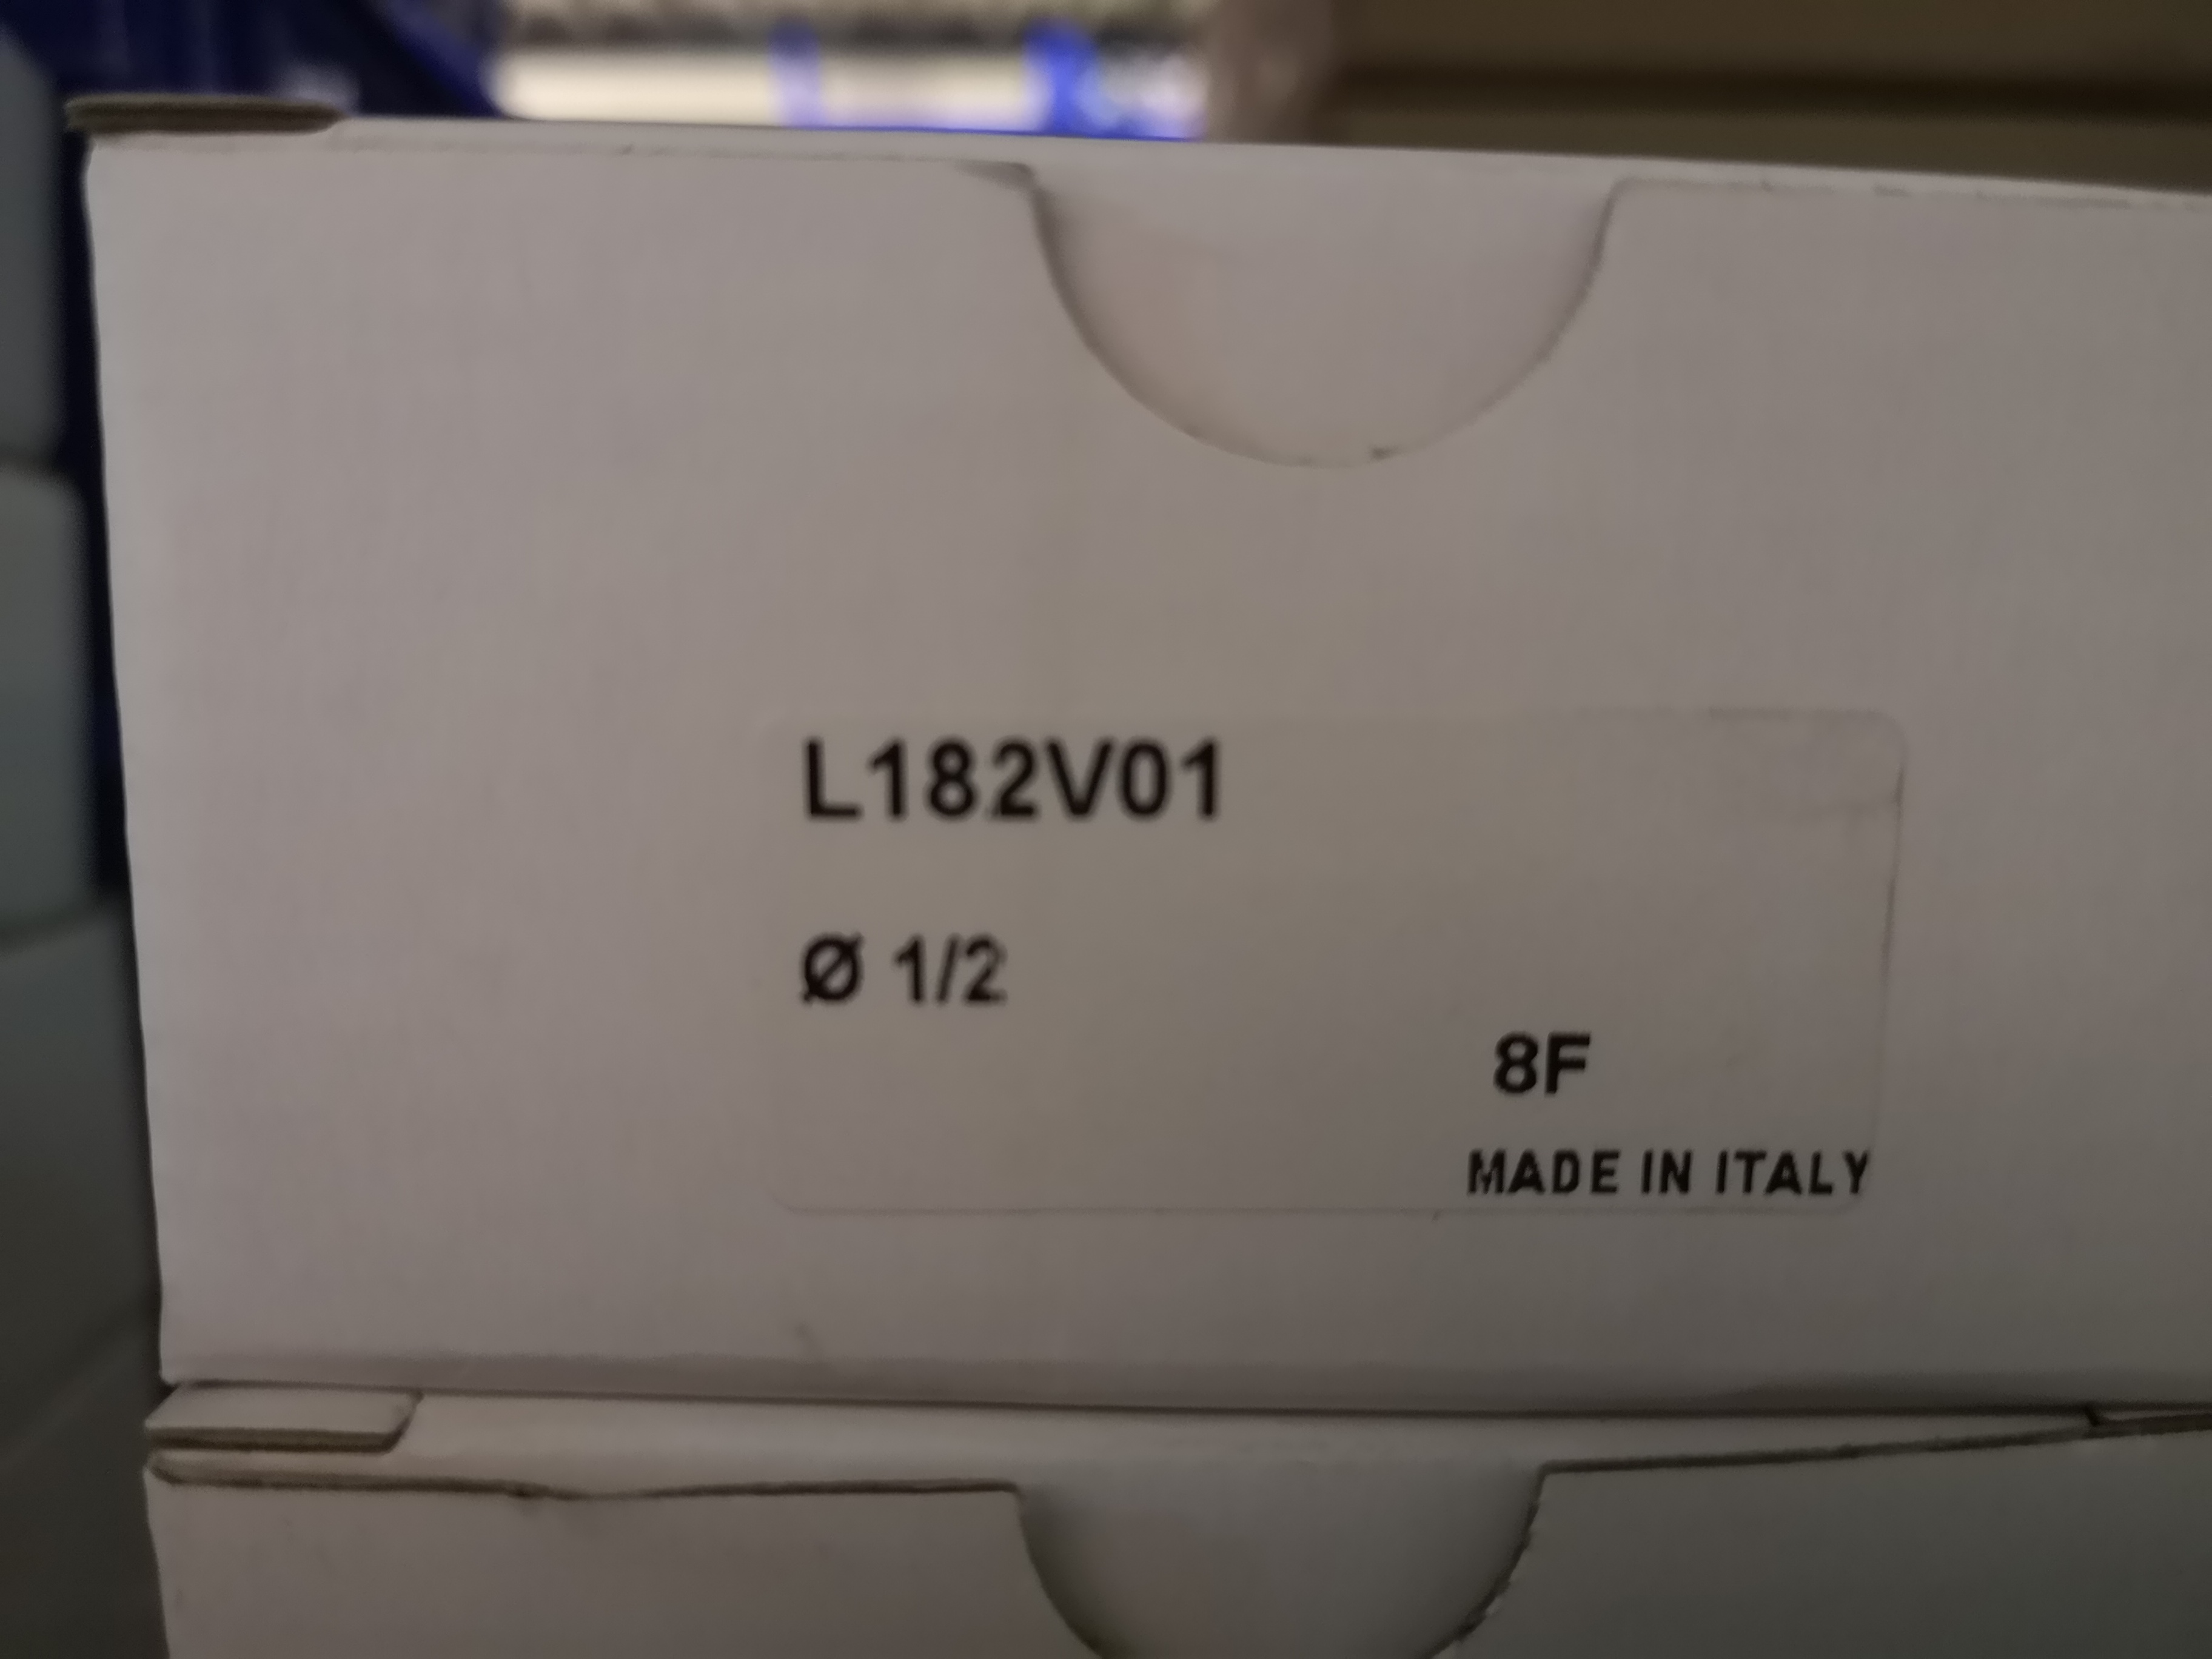 L182V01
Ø 1/2
8F
MADE IN ITALY